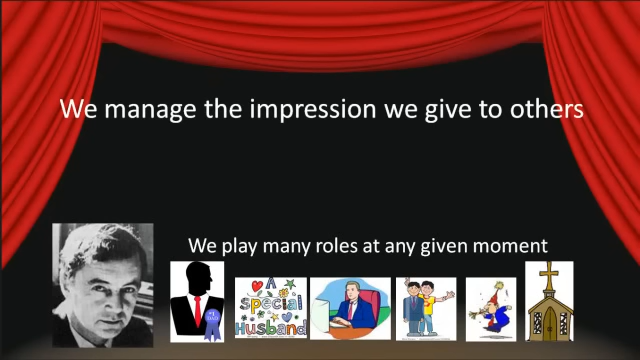 We manage the impression we give to others
We play many roles at any given moment
A
special
Husband